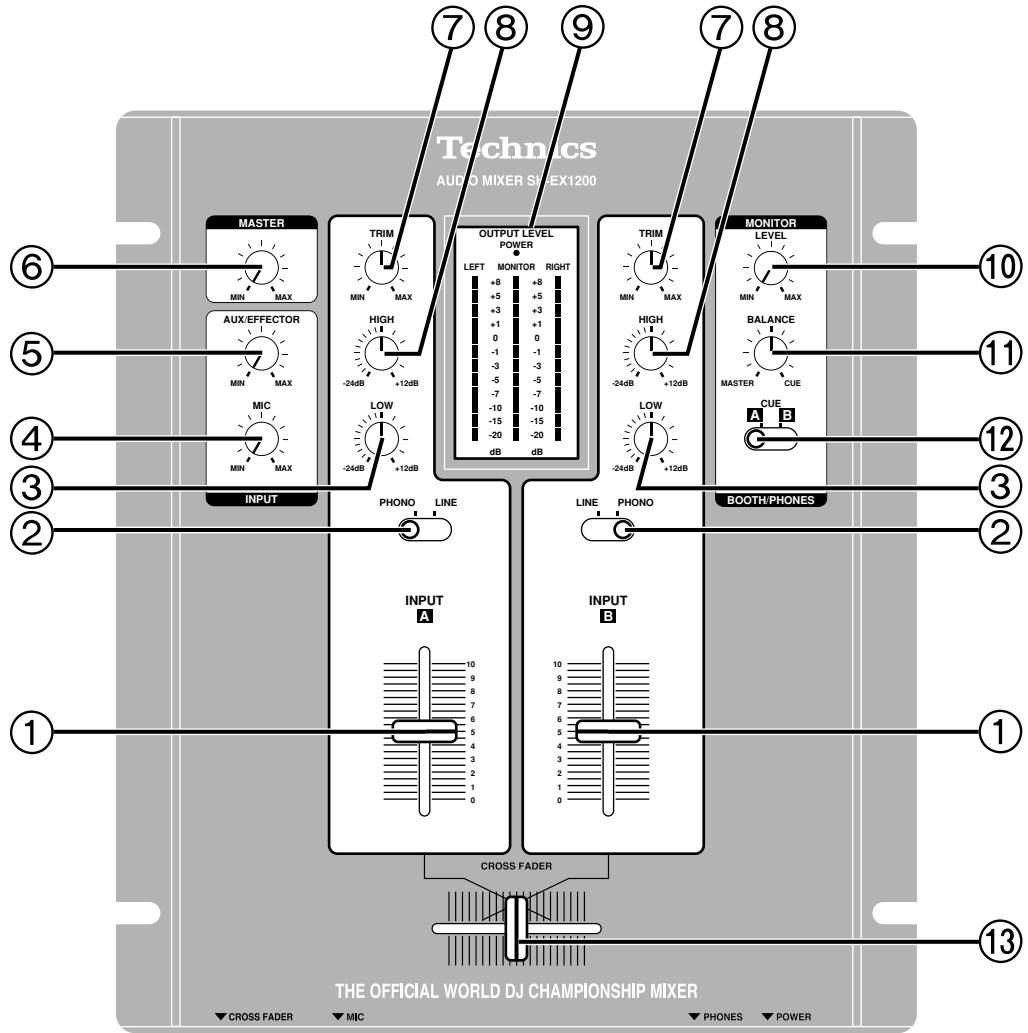 ⑦ ⑧ ⑨ ⑦ ⑧
Technics
AUDIO MIXER SH-EX1200
MASTER
MIN MAX
⑥
AUX/EFFECTOR
MIN MAX
⑤
MIC
MIN MAX
④
INPUT
TRIM
MIN MAX
HIGH
-24dB +12dB
LOW
-24dB +12dB
③
PHONO LINE
②
INPUT
A
10
9
8
7
6
5
4
3
2
1
0
①
OUTPUT LEVEL
POWER
LEFT MONITOR RIGHT
+8 +8
+5 +5
+3 +3
+1 +1
0 0
-1 -1
-3 -3
-5 -5
-7 -7
-10 -10
-15 -15
-20 -20
dB dB
TRIM
MIN MAX
HIGH
-24dB +12dB
LOW
-24dB +12dB
③
LINE PHONO
②
INPUT
B
10
9
8
7
6
5
4
3
2
1
0
①
MONITOR
LEVEL
MIN MAX
⑩
BALANCE
MASTER CUE
⑪
CUE
A B
⑫
BOOTH/PHONES
CROSS FADER
⑬
THE OFFICIAL WORLD DJ CHAMPIONSHIP MIXER
▼CROSS FADER ▼MIC ▼PHONES ▼POWER